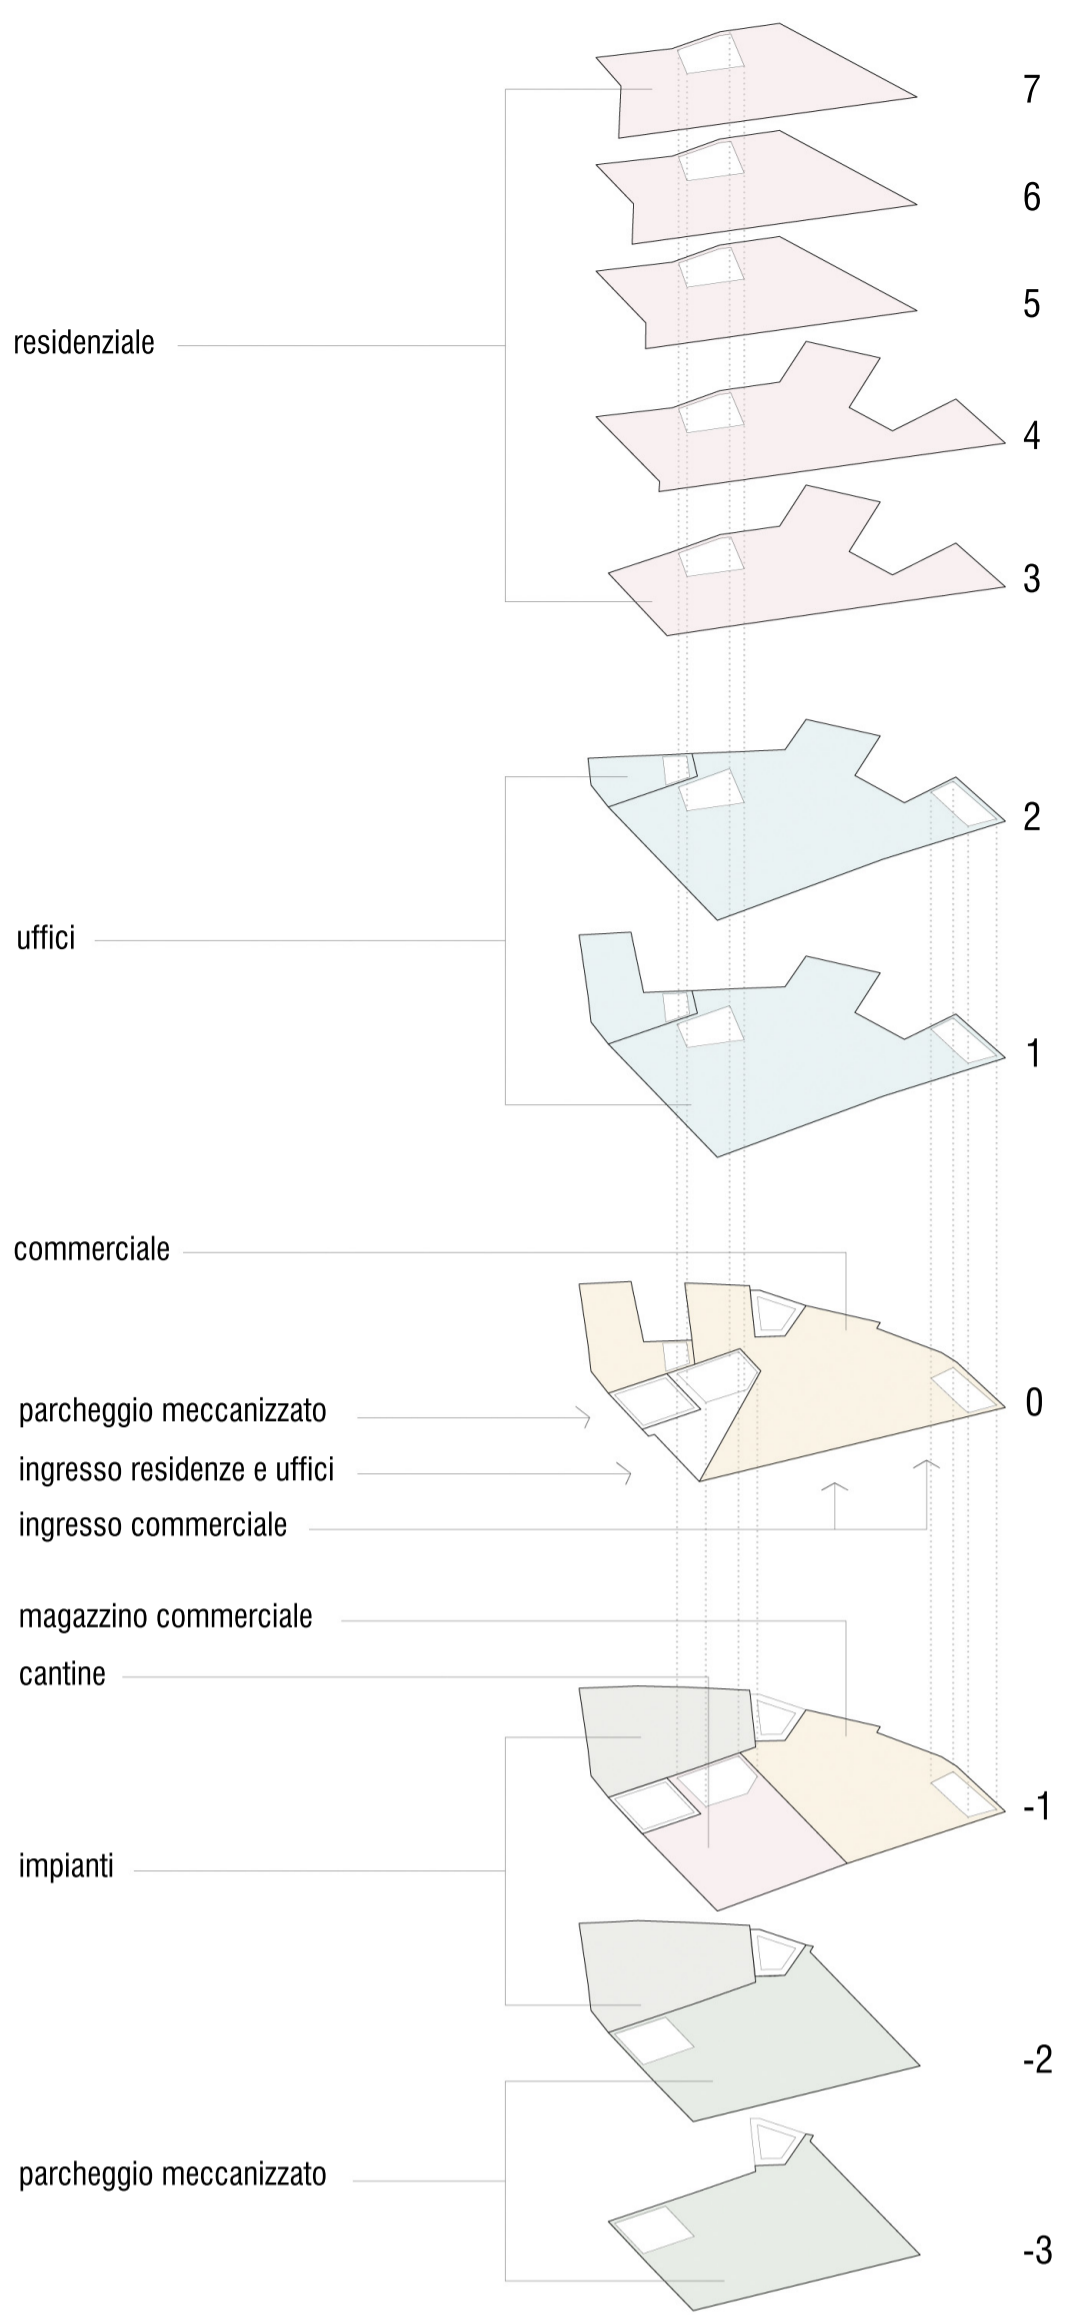 7
6
5
residenziale
4
3
2
uffici
1
commerciale
0
parcheggio meccanizzato
ingresso residenze e uffici
ingresso commerciale
magazzino commerciale
cantine
-1
impianti
-2
parcheggio meccanizzato
-3